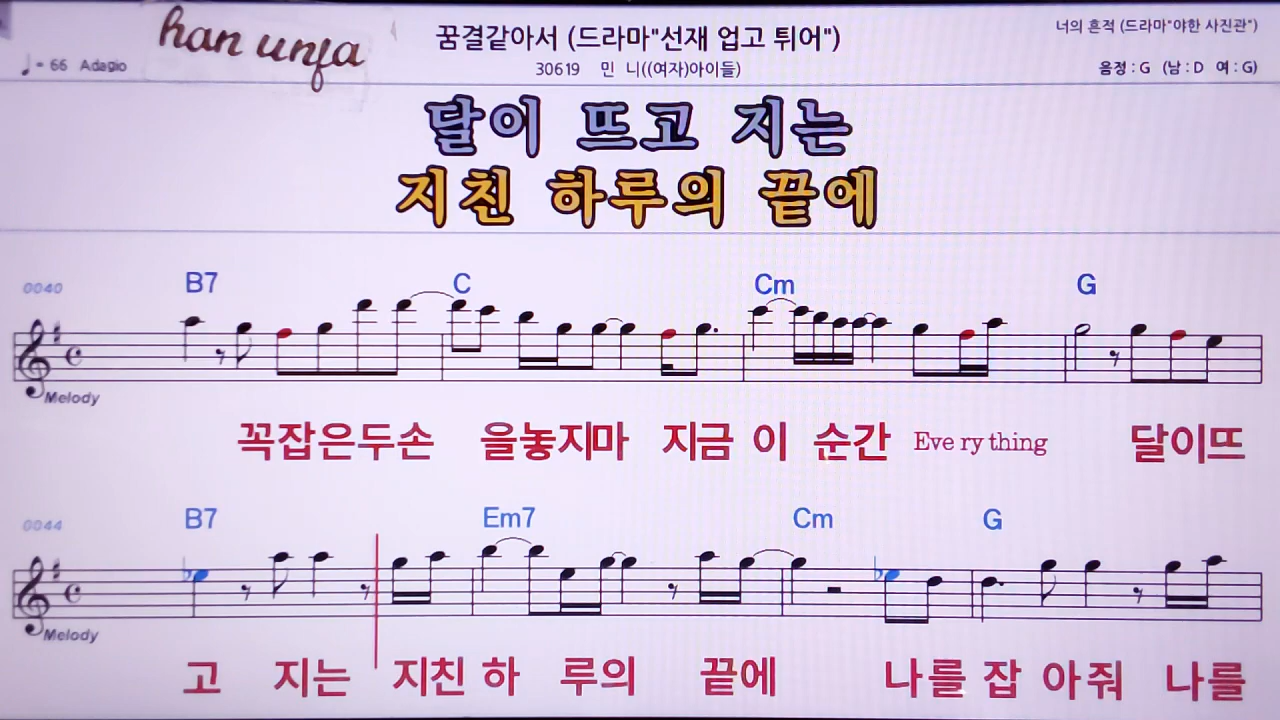 han unfa
꿈결같아서 (드라마"선재 업고 튀어")
너의 흔적 (드라마"야한 사진관")
♩= 66 Adagio
30619 민 니((여자)아이들)
음정 : G (남 : D 여 : G)
달이 뜨고 지는
지친 하루의 끝에
0040 B7 C Cm G
Melody
꼭잡은두손 을놓지마 지금 이 순간 Eve ry thing 달이뜨
0044 B7 Em7 Cm G
Melody
고 지는 지친 하 루의 끝에 나를 잡 아줘 나를